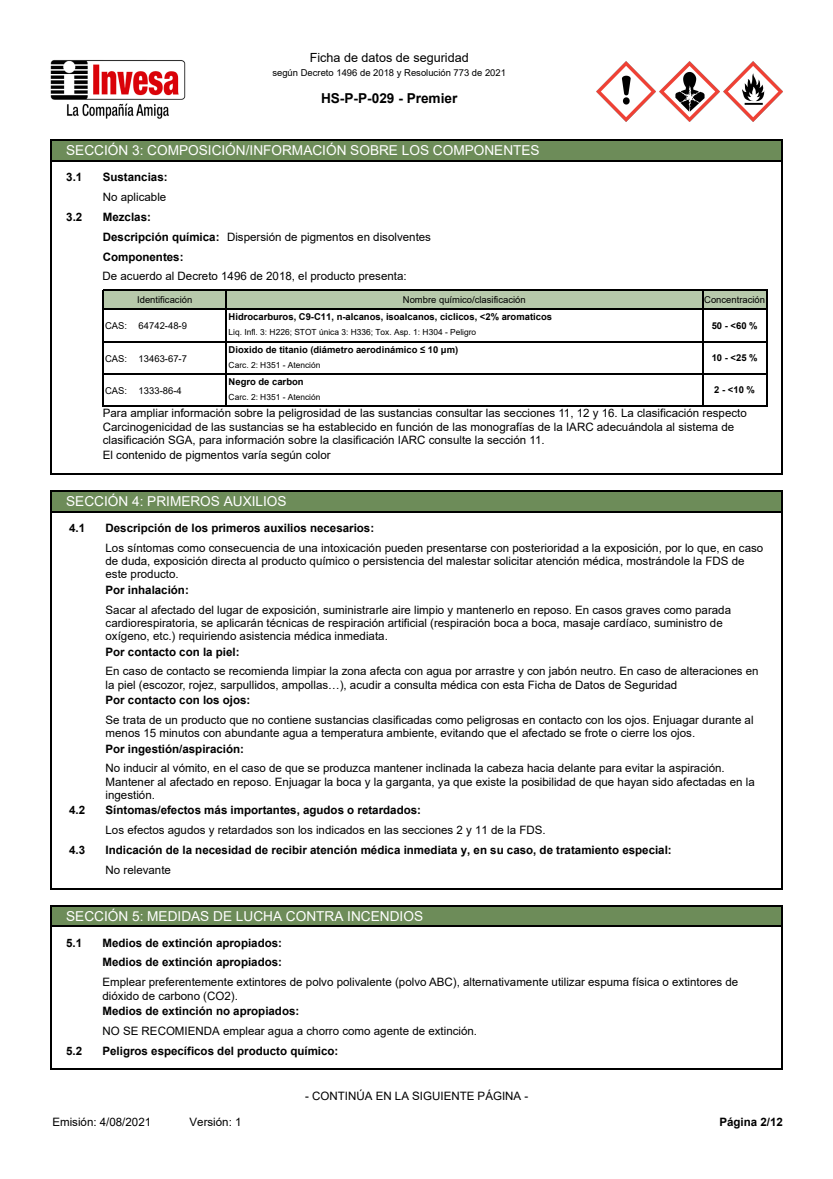 Invesa
La Compañía Amiga
Ficha de datos de seguridad
según Decreto 1496 de 2018 y Resolución 773 de 2021
HS-P-P-029 - Premier
SECCIÓN 3: COMPOSICIÓN/INFORMACIÓN SOBRE LOS COMPONENTES
3.1 Sustancias:
No aplicable
3.2 Mezclas:
Descripción química: Dispersión de pigmentos en disolventes
Componentes:
De acuerdo al Decreto 1496 de 2018, el producto presenta:
Identificación Nombre químico/clasificación Concentración
CAS: 64742-48-9 Hidrocarburos, C9-C11, n-alcanos, isoalcanos, ciclicos, <2% aromaticos 50 - <60 %
Liq. Infl. 3: H226; STOT única 3: H336; Tox. Asp. 1: H304 - Peligro
CAS: 13463-67-7 Dioxido de titanio (diámetro aerodinámico ≤ 10 µm) 10 - <25 %
Carc. 2: H351 - Atención
CAS: 1333-86-4 Negro de carbon 2 - <10 %
Carc. 2: H351 - Atención
Para ampliar información sobre la peligrosidad de las sustancias consultar las secciones 11, 12 y 16. La clasificación respecto
Carcinogenicidad de las sustancias se ha establecido en función de las monografías de la IARC adecuándola al sistema de
clasificación SGA, para información sobre la clasificación IARC consulte la sección 11.
El contenido de pigmentos varía según color
SECCIÓN 4: PRIMEROS AUXILIOS
4.1 Descripción de los primeros auxilios necesarios:
Los síntomas como consecuencia de una intoxicación pueden presentarse con posterioridad a la exposición, por lo que, en caso
de duda, exposición directa al producto químico o persistencia del malestar solicitar atención médica, mostrándole la FDS de
este producto.
Por inhalación:
Sacar al afectado del lugar de exposición, suministrarle aire limpio y mantenerlo en reposo. En casos graves como parada
cardiorespiratoria, se aplicarán técnicas de respiración artificial (respiración boca a boca, masaje cardíaco, suministro de
oxígeno, etc.) requiriendo asistencia médica inmediata.
Por contacto con la piel:
En caso de contacto se recomienda limpiar la zona afecta con agua por arrastre y con jabón neutro. En caso de alteraciones en
la piel (escozor, rojez, sarpullidos, ampollas…), acudir a consulta médica con esta Ficha de Datos de Seguridad
Por contacto con los ojos:
Se trata de un producto que no contiene sustancias clasificadas como peligrosas en contacto con los ojos. Enjuagar durante al
menos 15 minutos con abundante agua a temperatura ambiente, evitando que el afectado se frote o cierre los ojos.
Por ingestión/aspiración:
No inducir al vómito, en el caso de que se produzca mantener inclinada la cabeza hacia delante para evitar la aspiración.
Mantener al afectado en reposo. Enjuagar la boca y la garganta, ya que existe la posibilidad de que hayan sido afectadas en la
ingestión.
4.2 Síntomas/efectos más importantes, agudos o retardados:
Los efectos agudos y retardados son los indicados en las secciones 2 y 11 de la FDS.
4.3 Indicación de la necesidad de recibir atención médica inmediata y, en su caso, de tratamiento especial:
No relevante
SECCIÓN 5: MEDIDAS DE LUCHA CONTRA INCENDIOS
5.1 Medios de extinción apropiados:
Medios de extinción apropiados:
Emplear preferentemente extintores de polvo polivalente (polvo ABC), alternativamente utilizar espuma física o extintores de
dióxido de carbono (CO2).
Medios de extinción no apropiados:
NO SE RECOMIENDA emplear agua a chorro como agente de extinción.
5.2 Peligros específicos del producto químico:
- CONTINÚA EN LA SIGUIENTE PÁGINA -
Emisión: 4/08/2021 Versión: 1 Página 2/12